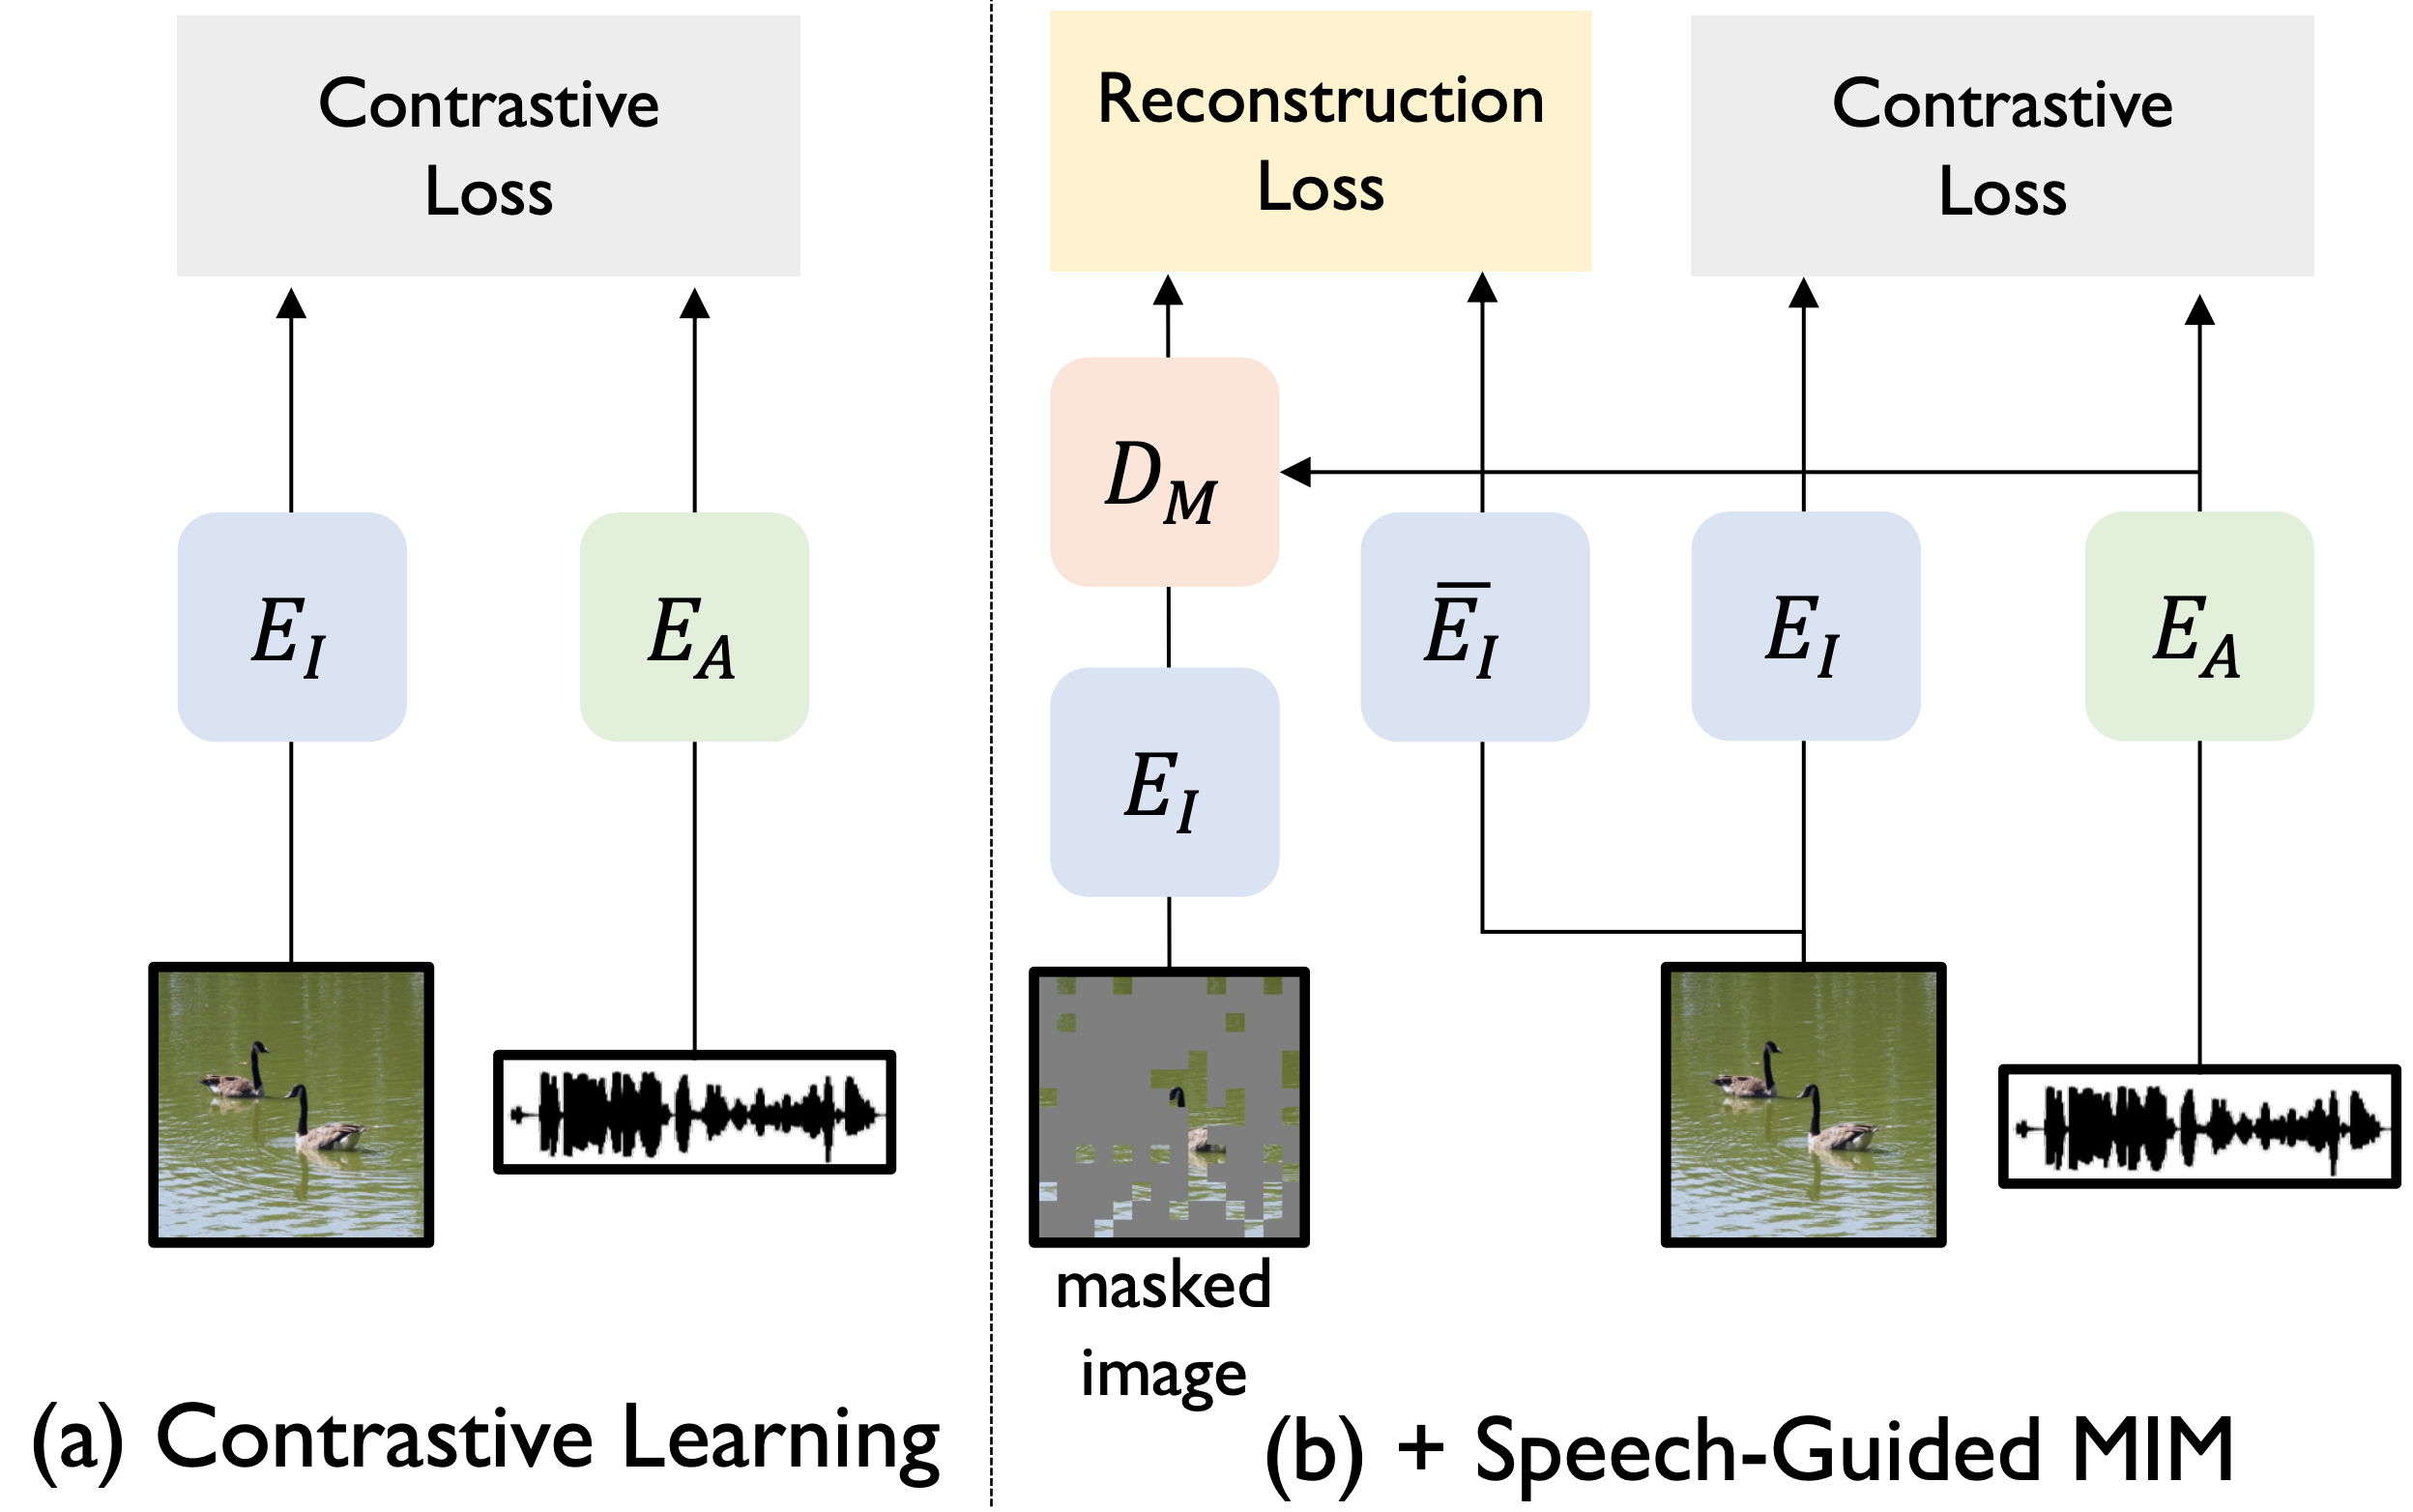 Contrastive
Loss
E_I
E_A
(a) Contrastive Learning
Reconstruction
Loss
Contrastive
Loss
D_M
E̅_I
E_I
E_A
E_I
masked
image
(b) + Speech-Guided MIM